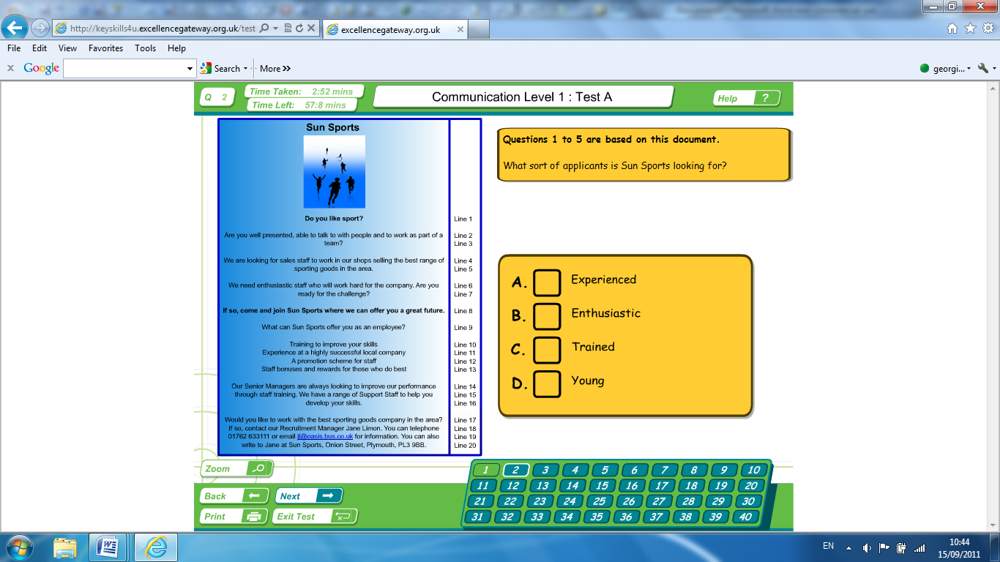 http://keyskills4u.excellencegateway.org.uk/test
excellencegateway.org.uk
File Edit View Favorites Tools Help
x Google Search More >> georgi...
Q 2
Time Taken: 2:52 mins
Time Left: 57:8 mins
Communication Level 1 : Test A
Help ?
Sun Sports
Do you like sport? Line 1
Are you well presented, able to talk to with people and to work as part of a Line 2
team? Line 3
We are looking for sales staff to work in our shops selling the best range of Line 4
sporting goods in the area. Line 5
We need enthusiastic staff who will work hard for the company. Are you Line 6
ready for the challenge? Line 7
If so, come and join Sun Sports where we can offer you a great future. Line 8
What can Sun Sports offer you as an employee? Line 9
Training to improve your skills Line 10
Experience at a highly successful local company Line 11
A promotion scheme for staff Line 12
Staff bonuses and rewards for those who do best Line 13
Our Senior Managers are always looking to improve our performance Line 14
through staff training. We have a range of Support Staff to help you Line 15
develop your skills. Line 16
Would you like to work with the best sporting goods company in the area? Line 17
If so, contact our Recruitment Manager Jane Limon. You can telephone Line 18
01762 633111 or email jl@oasis.bus.co.uk for information. You can also Line 19
write to Jane at Sun Sports, Onion Street, Plymouth, PL3 9BB. Line 20
Questions 1 to 5 are based on this document.
What sort of applicants is Sun Sports looking for?
A. Experienced
B. Enthusiastic
C. Trained
D. Young
Zoom
Back Next
Print Exit Test
1 2 3 4 5 6 7 8 9 10
11 12 13 14 15 16 17 18 19 20
21 22 23 24 25 26 27 28 29 30
31 32 33 34 35 36 37 38 39 40
EN
10:44
15/09/2011